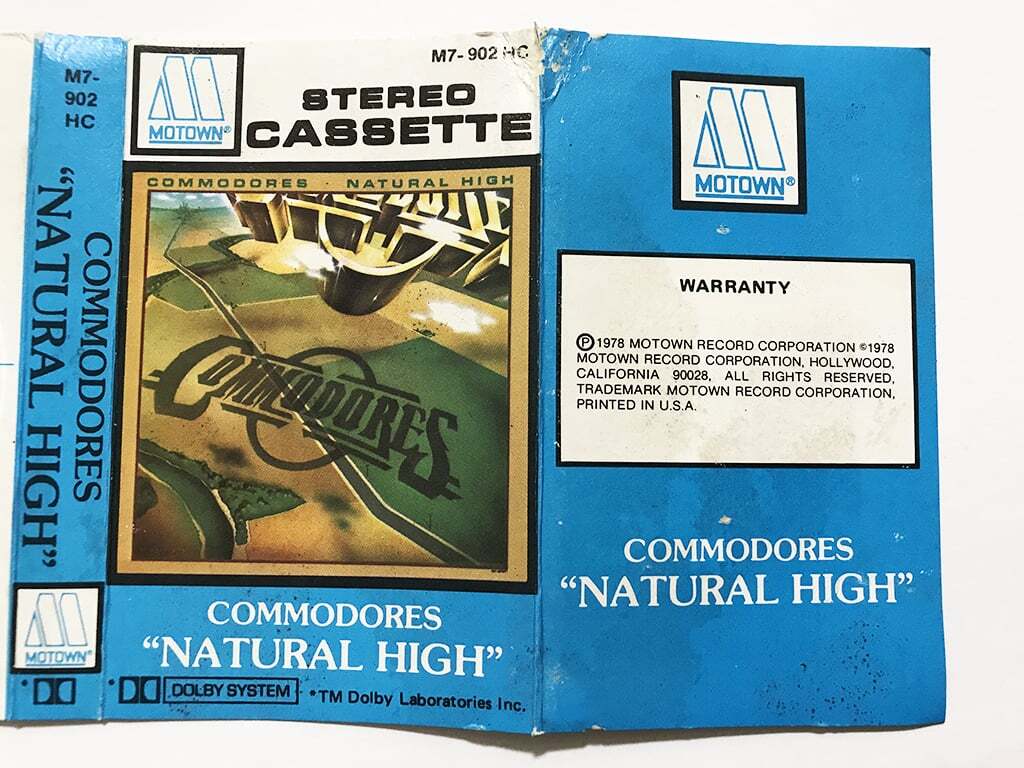 M7-
902
HC
COMMODORES
“NATURAL HIGH”
MOTOWN®
MOTOWN®
M7-902 HC
STEREO
CASSETTE
COMMODORES · NATURAL HIGH
COMMODORES
COMMODORES
“NATURAL HIGH”
DOLBY SYSTEM
*TM Dolby Laboratories Inc.
MOTOWN®
WARRANTY
℗1978 MOTOWN RECORD CORPORATION ©1978
MOTOWN RECORD CORPORATION, HOLLYWOOD,
CALIFORNIA 90028, ALL RIGHTS RESERVED,
TRADEMARK MOTOWN RECORD CORPORATION,
PRINTED IN U.S.A.
COMMODORES
“NATURAL HIGH”